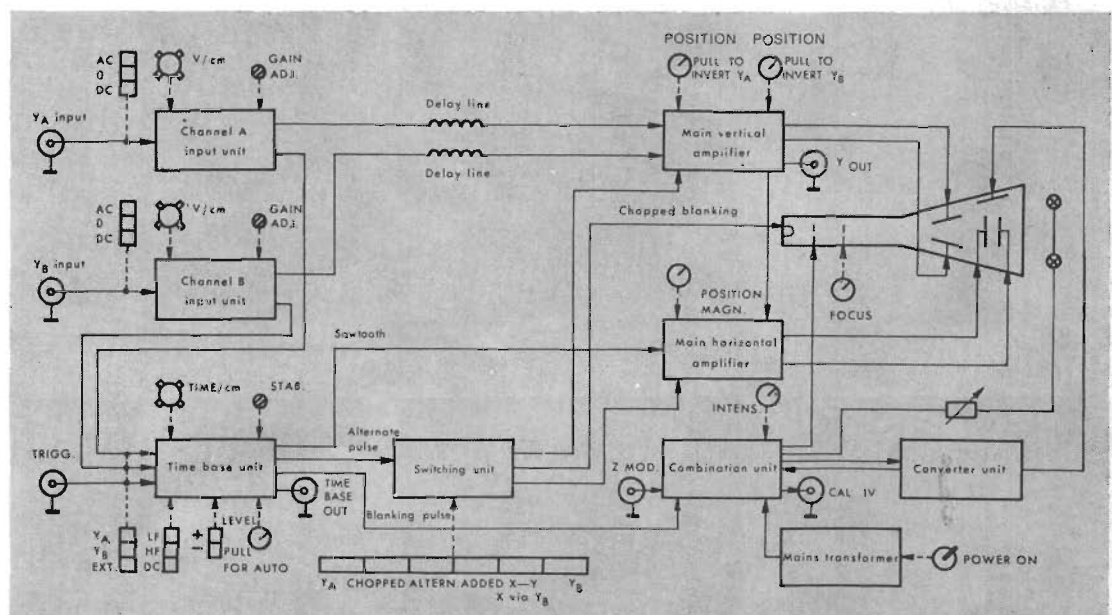 POSITION POSITION
AC
0
DC
V/cm
GAIN
ADJ.
PULL TO
INVERT YA
PULL TO
INVERT YB
YA input
Channel A
input unit
Delay line
Delay line
Main vertical
amplifier
Y OUT
AC
0
DC
V/cm
GAIN
ADJ.
Chopped blanking
YB input
Channel B
input unit
POSITION
MAGN.
FOCUS
Sawtooth
Main horizontal
amplifier
TIME/cm
STAB.
INTENS.
Alternate
pulse
TRIGG.
Time base unit
Switching unit
Z MOD.
Combination unit
Converter unit
TIME
BASE
OUT
CAL. 1V
Blanking pulse
YA
YB
EXT.
LF
HF
DC
+
−
LEVEL
PULL
FOR AUTO
Mains transformer
POWER ON
YA CHOPPED ALTERN. ADDED X—Y YB
X via YB